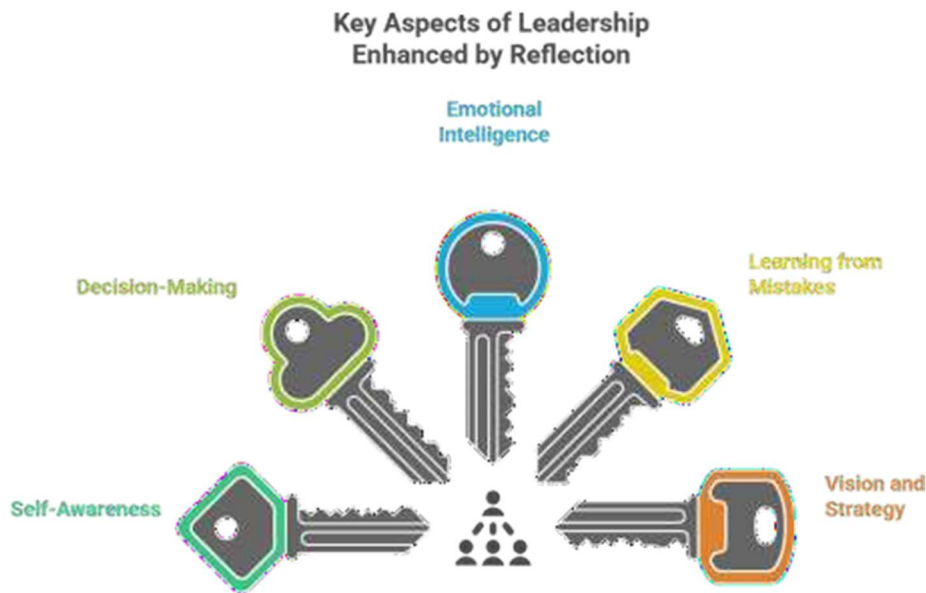 Key Aspects of Leadership
Enhanced by Reflection
Emotional
Intelligence
Decision-Making
Learning from
Mistakes
Self-Awareness
Vision and
Strategy